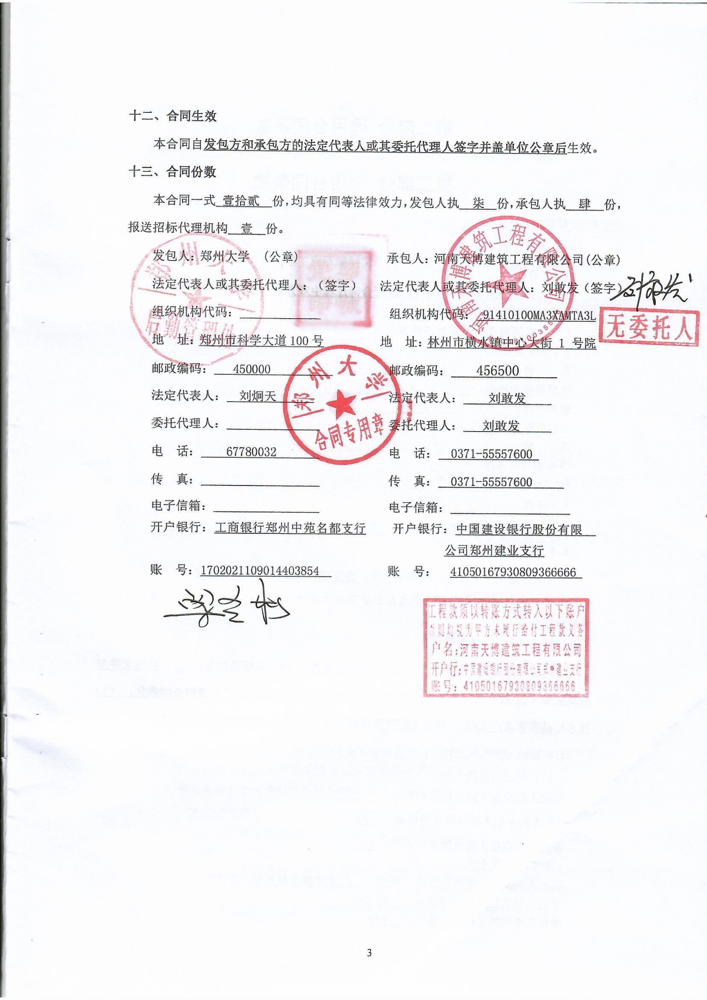 十二、合同生效
本合同自发包方和承包方的法定代表人或其委托代理人签字并盖单位公章后生效。
十三、合同份数
本合同一式 壹拾贰 份,均具有同等法律效力,发包人执 柒 份,承包人执 肆 份,
报送招标代理机构 壹 份。
发包人:郑州大学 (公章)
承包人:河南天博建筑工程有限公司(公章)
法定代表人或其委托代理人:(签字)
法定代表人或其委托代理人:刘敢发(签字)
刘敢发
组织机构代码:
组织机构代码: 91410100MA3XAMTA3L
无委托人
地 址:郑州市科学大道 100 号
地 址:林州市横水镇中心大街 1 号院
邮政编码: 450000
邮政编码: 456500
法定代表人: 刘炯天
法定代表人: 刘敢发
委托代理人:
委托代理人: 刘敢发
电 话: 67780032
电 话: 0371-55557600
传 真:
传 真: 0371-55557600
电子信箱:
电子信箱:
开户银行:工商银行郑州中苑名都支行
开户银行:中国建设银行股份有限
公司郑州建业支行
账 号:1702021109014403854
账 号: 41050167930809366666
郑州大学
后勤管理处
河南天博建筑工程有限公司
郑州大学
合同专用章
工程款须以转账方式转入以下账户
否则均视为甲方未履行给付工程款义务
户名:河南天博建筑工程有限公司
开户行:中国建设银行股份有限公司 建业支行
账号:41050167930809366666
3